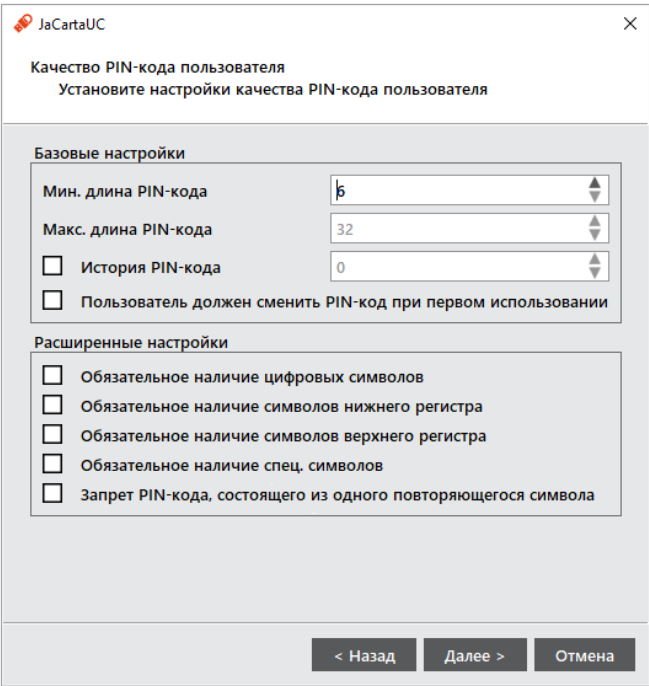 JaCartaUC
Качество PIN-кода пользователя
Установите настройки качества PIN-кода пользователя
Базовые настройки
Мин. длина PIN-кода 6
Макс. длина PIN-кода 32
История PIN-кода 0
Пользователь должен сменить PIN-код при первом использовании
Расширенные настройки
Обязательное наличие цифровых символов
Обязательное наличие символов нижнего регистра
Обязательное наличие символов верхнего регистра
Обязательное наличие спец. символов
Запрет PIN-кода, состоящего из одного повторяющегося символа
< Назад Далее > Отмена